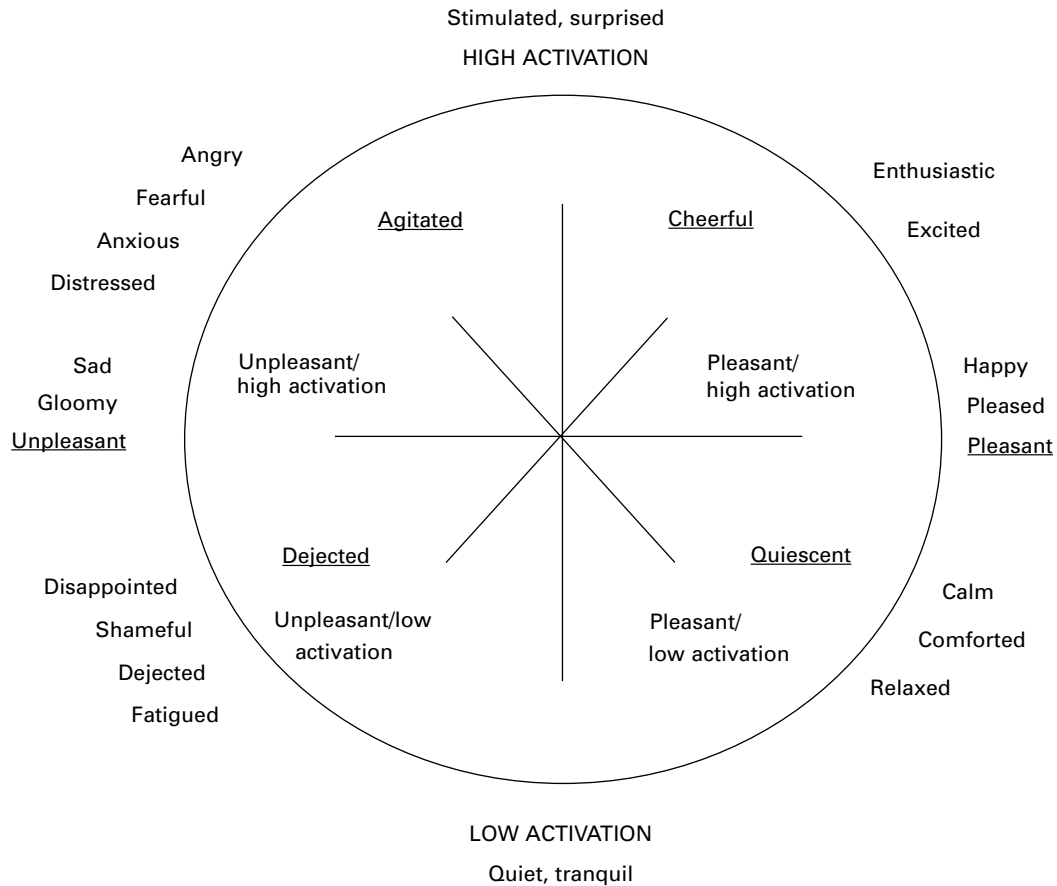 Stimulated, surprised
HIGH ACTIVATION
Angry
Fearful
Anxious
Distressed
Enthusiastic
Excited
Agitated
Cheerful
Sad
Gloomy
Unpleasant
Unpleasant/
high activation
Pleasant/
high activation
Happy
Pleased
Pleasant
Dejected
Unpleasant/low
activation
Quiescent
Pleasant/
low activation
Disappointed
Shameful
Dejected
Fatigued
Calm
Comforted
Relaxed
LOW ACTIVATION
Quiet, tranquil